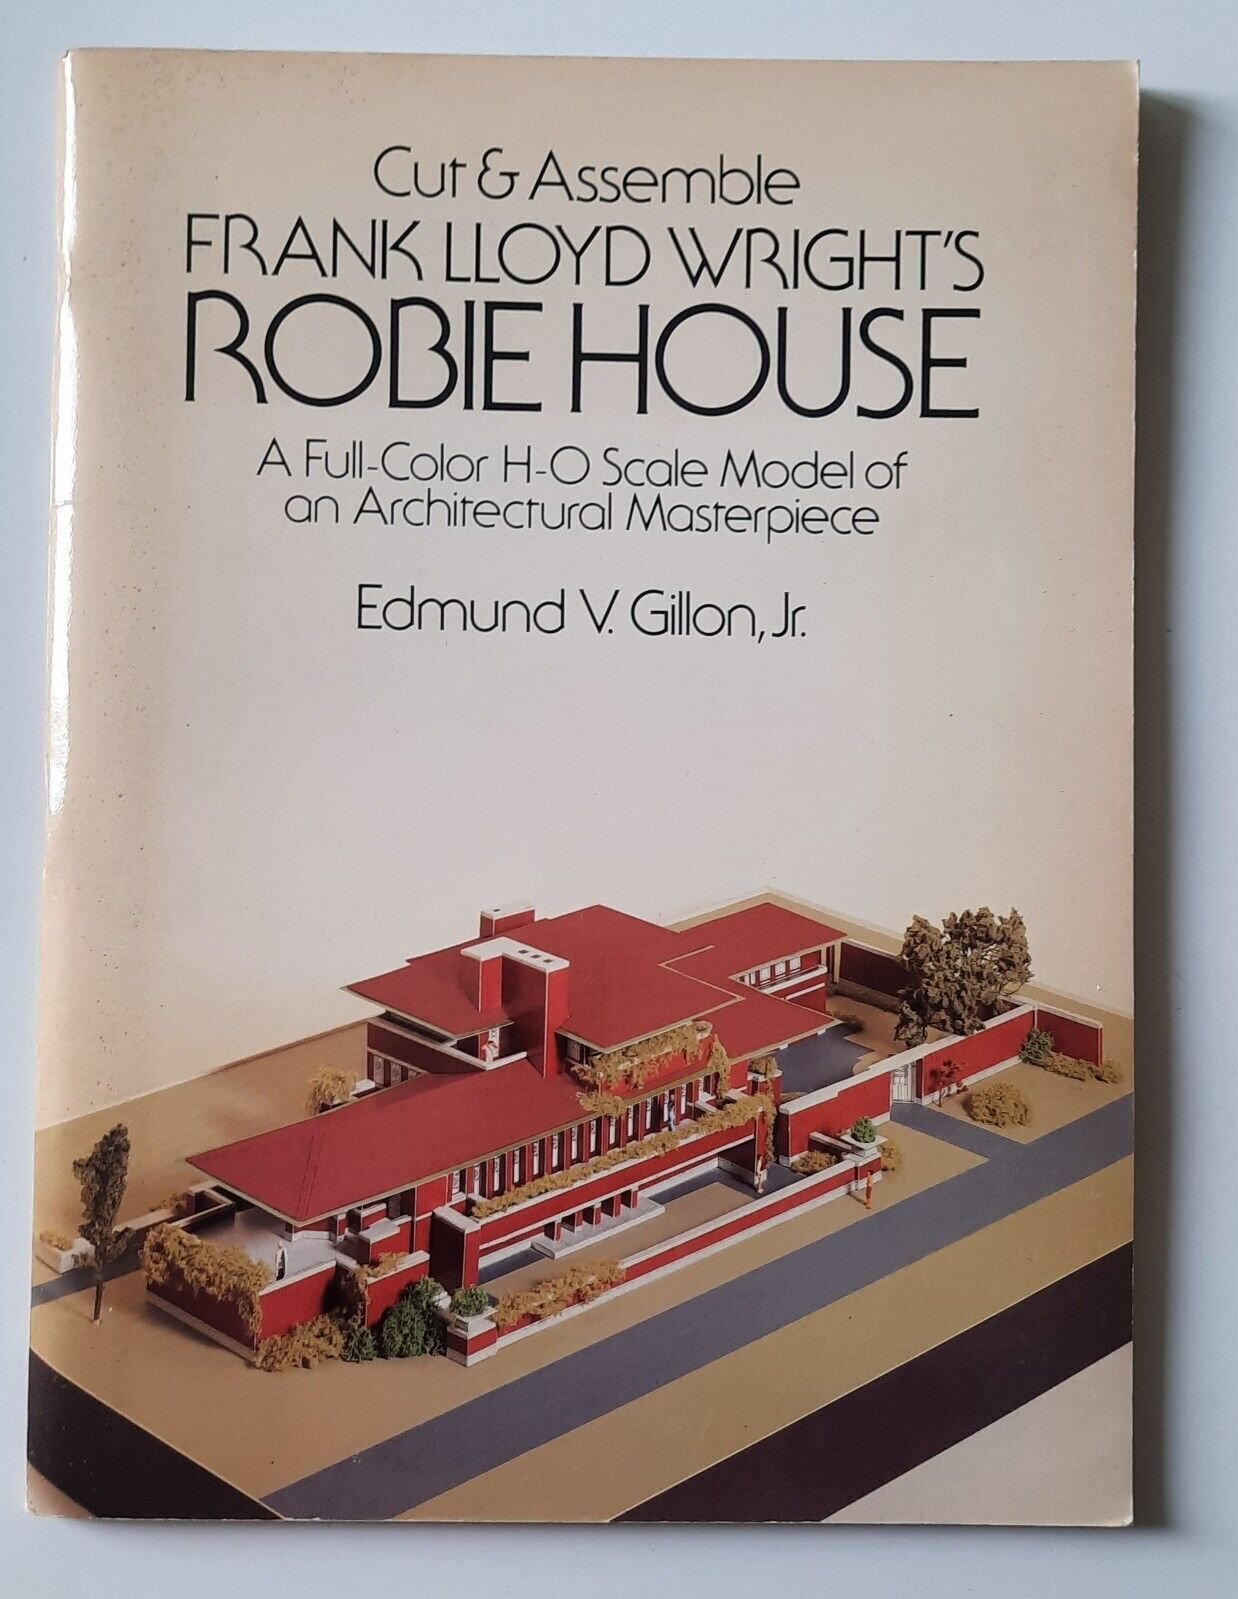 Cut & Assemble
FRANK LLOYD WRIGHT'S
ROBIE HOUSE
A Full-Color H-O Scale Model of
an Architectural Masterpiece
Edmund V. Gillon, Jr.